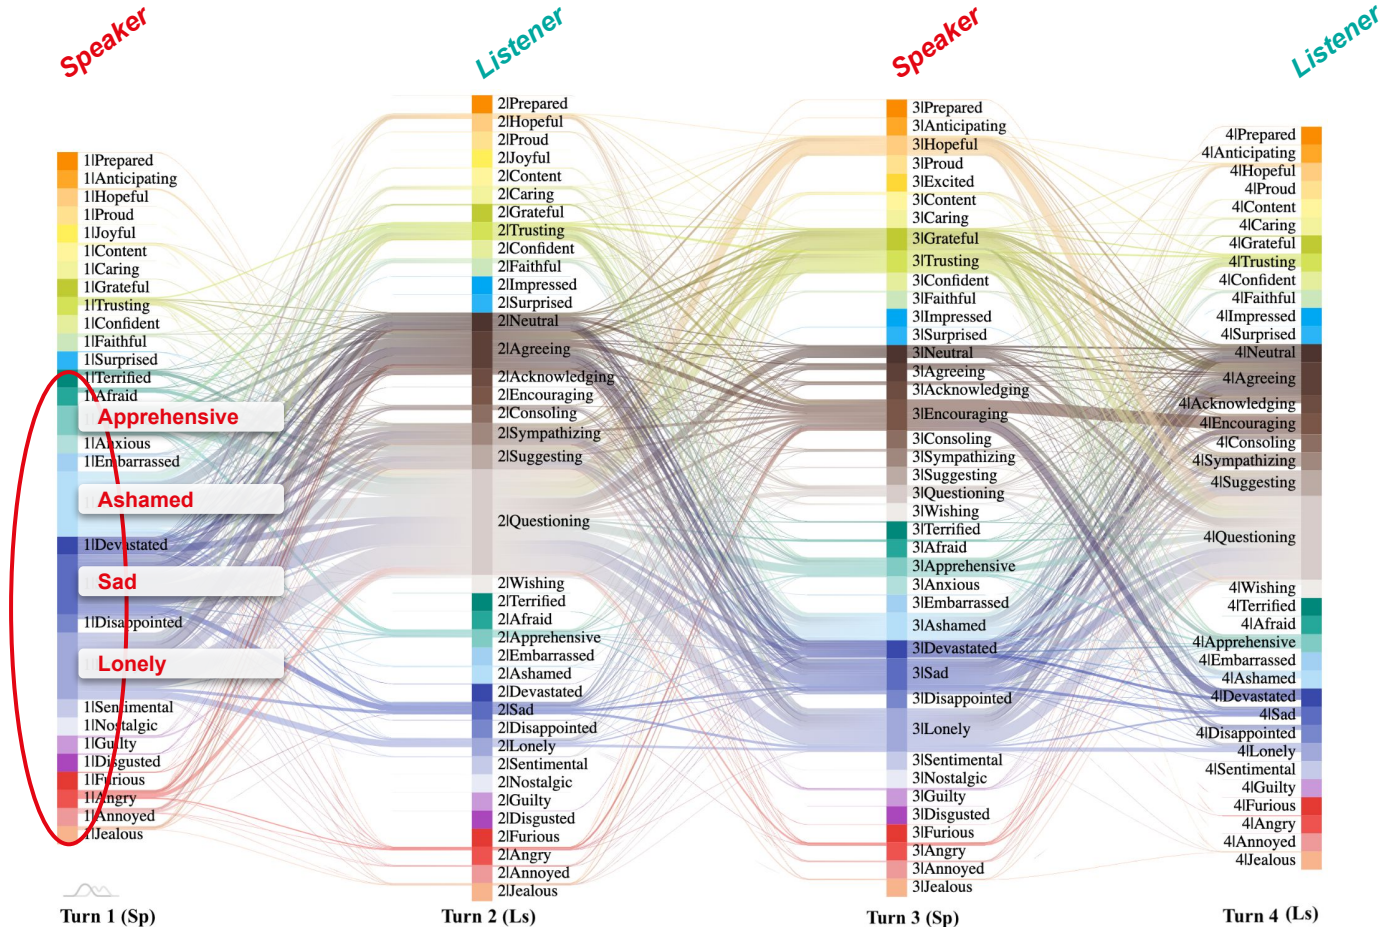 Speaker
Listener
Speaker
Listener
1|Prepared
1|Anticipating
1|Hopeful
1|Proud
1|Joyful
1|Content
1|Caring
1|Grateful
1|Trusting
1|Confident
1|Faithful
1|Surprised
1|Terrified
1|Afraid
Apprehensive
1|Anxious
1|Embarrassed
Ashamed
1|Devastated
Sad
1|Disappointed
Lonely
1|Sentimental
1|Nostalgic
1|Guilty
1|Disgusted
1|Furious
1|Angry
1|Annoyed
1|Jealous
Turn 1 (Sp)
2|Prepared
2|Hopeful
2|Proud
2|Joyful
2|Content
2|Caring
2|Grateful
2|Trusting
2|Confident
2|Faithful
2|Impressed
2|Surprised
2|Neutral
2|Agreeing
2|Acknowledging
2|Encouraging
2|Consoling
2|Sympathizing
2|Suggesting
2|Questioning
2|Wishing
2|Terrified
2|Afraid
2|Apprehensive
2|Embarrassed
2|Ashamed
2|Devastated
2|Sad
2|Disappointed
2|Lonely
2|Sentimental
2|Nostalgic
2|Guilty
2|Disgusted
2|Furious
2|Angry
2|Annoyed
2|Jealous
Turn 2 (Ls)
3|Prepared
3|Anticipating
3|Hopeful
3|Proud
3|Excited
3|Content
3|Caring
3|Grateful
3|Trusting
3|Confident
3|Faithful
3|Impressed
3|Surprised
3|Neutral
3|Agreeing
3|Acknowledging
3|Encouraging
3|Consoling
3|Sympathizing
3|Suggesting
3|Questioning
3|Wishing
3|Terrified
3|Afraid
3|Apprehensive
3|Anxious
3|Embarrassed
3|Ashamed
3|Devastated
3|Sad
3|Disappointed
3|Lonely
3|Sentimental
3|Nostalgic
3|Guilty
3|Disgusted
3|Furious
3|Angry
3|Annoyed
3|Jealous
Turn 3 (Sp)
4|Prepared
4|Anticipating
4|Hopeful
4|Proud
4|Content
4|Caring
4|Grateful
4|Trusting
4|Confident
4|Faithful
4|Impressed
4|Surprised
4|Neutral
4|Agreeing
4|Acknowledging
4|Encouraging
4|Consoling
4|Sympathizing
4|Suggesting
4|Questioning
4|Wishing
4|Terrified
4|Afraid
4|Apprehensive
4|Embarrassed
4|Ashamed
4|Devastated
4|Sad
4|Disappointed
4|Lonely
4|Sentimental
4|Guilty
4|Furious
4|Angry
4|Annoyed
4|Jealous
Turn 4 (Ls)